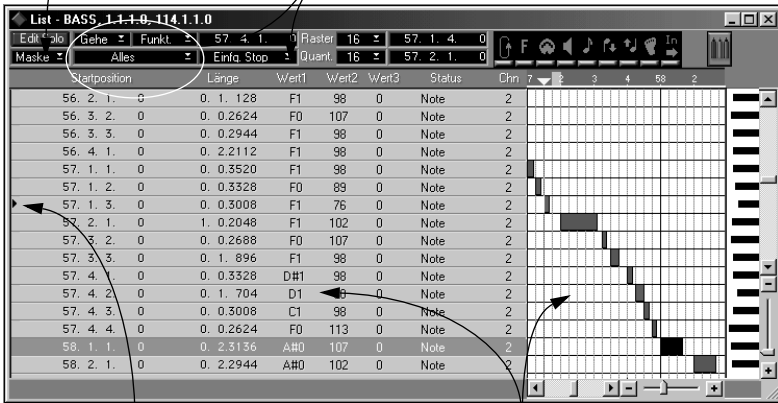 List - BASS, 1.1.1.0, 114.1.1.0
Edit Solo Gehe Funkt. 57. 4. 1. 0 Raster 16 57. 1. 4. 0 In
Maske Alles Einfg. Stop Quant. 16 57. 2. 1. 0
Startposition Länge Wert1 Wert2 Wert3 Status Chn 7 2 3 4 58 2
56. 2. 1. 0 0. 1. 128 F1 98 0 Note 2
56. 3. 2. 0 0. 0.2624 F0 107 0 Note 2
56. 3. 3. 0 0. 0.2944 F1 98 0 Note 2
56. 4. 1. 0 0. 2.2112 F1 98 0 Note 2
57. 1. 1. 0 0. 0.3520 F1 98 0 Note 2
57. 1. 2. 0 0. 0.3328 F0 89 0 Note 2
57. 1. 3. 0 0. 0.3008 F1 76 0 Note 2
57. 2. 1. 0 1. 0.2048 F1 102 0 Note 2
57. 3. 2. 0 0. 0.2688 F0 107 0 Note 2
57. 3. 3. 0 0. 1. 896 F1 98 0 Note 2
57. 4. 1. 0 0. 0.3328 D#1 98 0 Note 2
57. 4. 2. 0 0. 1. 704 D1 0 Note 2
57. 4. 3. 0 0. 0.3008 C1 98 0 Note 2
57. 4. 4. 0 0. 0.2624 F0 113 0 Note 2
58. 1. 1. 0 0. 2.3136 A#0 107 0 Note 2
58. 2. 1. 0 0. 2.2944 A#0 102 0 Note 2